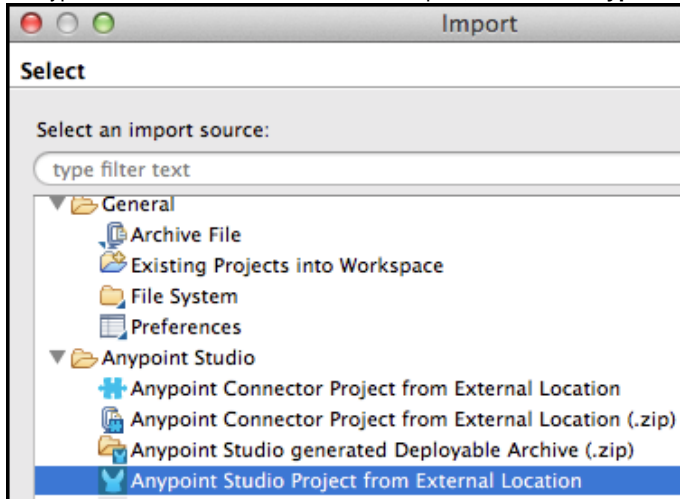 Import
Select
Select an import source:
type filter text
General
Archive File
Existing Projects into Workspace
File System
Preferences
Anypoint Studio
Anypoint Connector Project from External Location
Anypoint Connector Project from External Location (.zip)
Anypoint Studio generated Deployable Archive (.zip)
Anypoint Studio Project from External Location